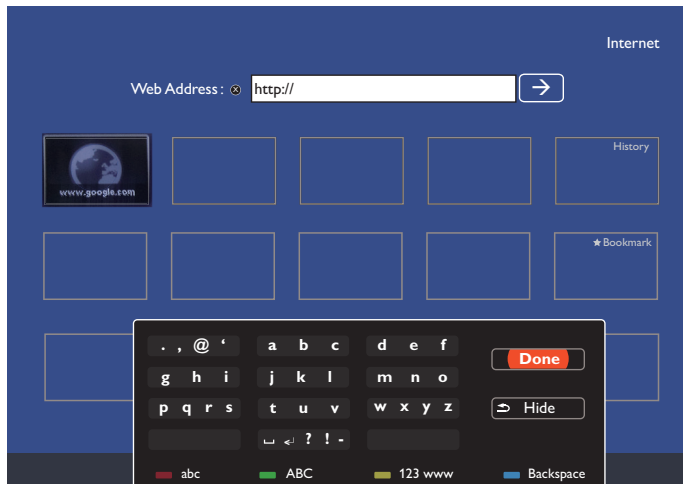 Internet
Web Address : ⓧ http:// →
www.google.com
History
★ Bookmark
. , @ ‘ a b c d e f
Done
g h i j k l m n o
p q r s t u v w x y z
Hide
␣ ↲ ? ! -
abc ABC 123 www Backspace